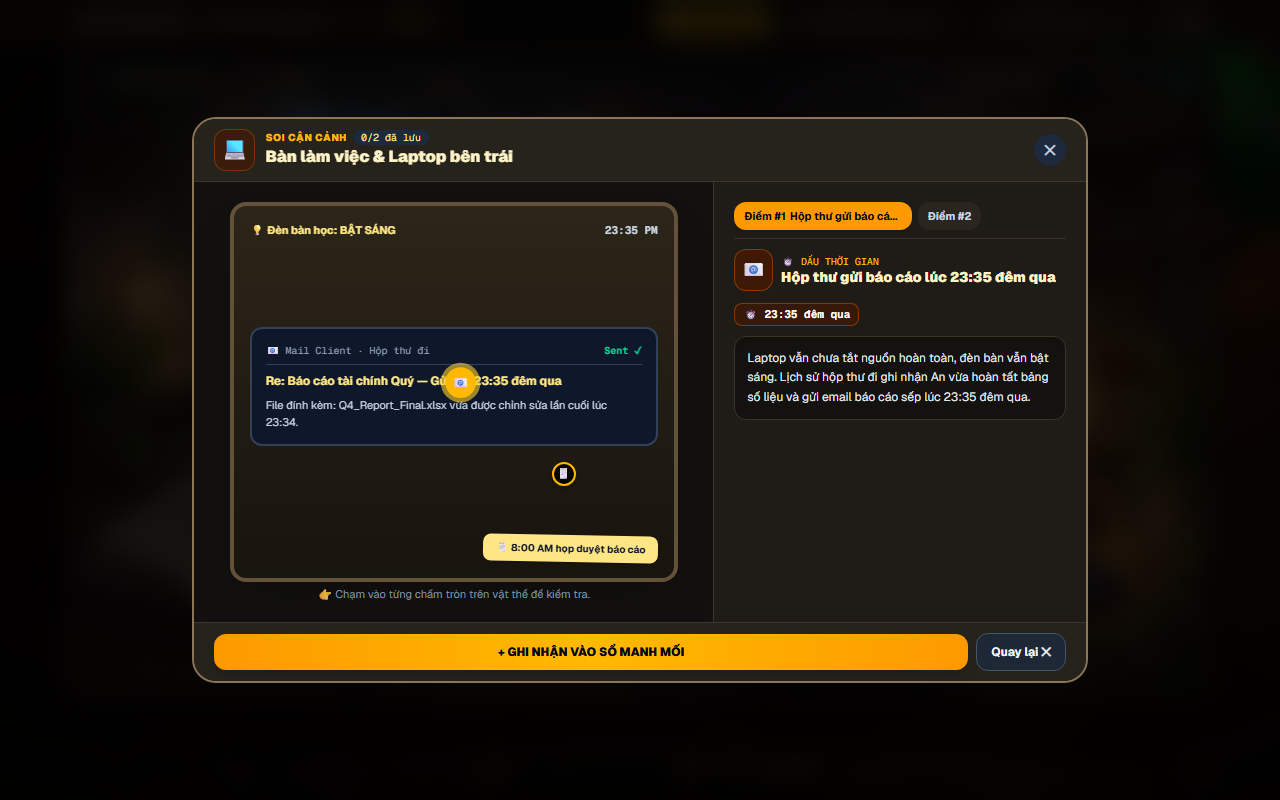 SOI CẬN CẢNH 0/2 đã lưu
Bàn làm việc & Laptop bên trái
Đèn bàn học: BẬT SÁNG
23:35 PM
Mail Client · Hộp thư đi
Sent ✓
Re: Báo cáo tài chính Quý — 23:35 đêm qua
File đính kèm: Q4_Report_Final.xlsx vừa được chỉnh sửa lần cuối lúc
23:34.
8:00 AM họp duyệt báo cáo
Chạm vào từng chấm tròn trên vật thể để kiểm tra.
Điểm #1 Hộp thư gửi báo cá...
Điểm #2
DẤU THỜI GIAN
Hộp thư gửi báo cáo lúc 23:35 đêm qua
23:35 đêm qua
Laptop vẫn chưa tắt nguồn hoàn toàn, đèn bàn vẫn bật
sáng. Lịch sử hộp thư đi ghi nhận An vừa hoàn tất bảng
số liệu và gửi email báo cáo sếp lúc 23:35 đêm qua.
+ GHI NHẬN VÀO SỔ MANH MỐI
Quay lại ✕